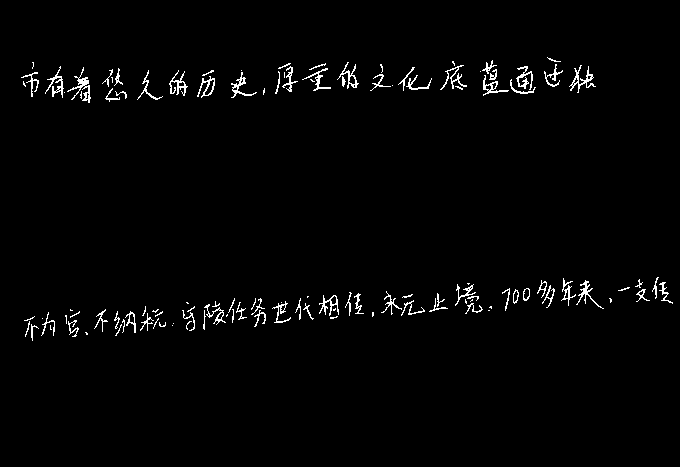 市有着悠久的历史,厚重的文化底蕴通过独
不为官、不纳税,守陵任务世代相传,永无止境,700多年来,一支传